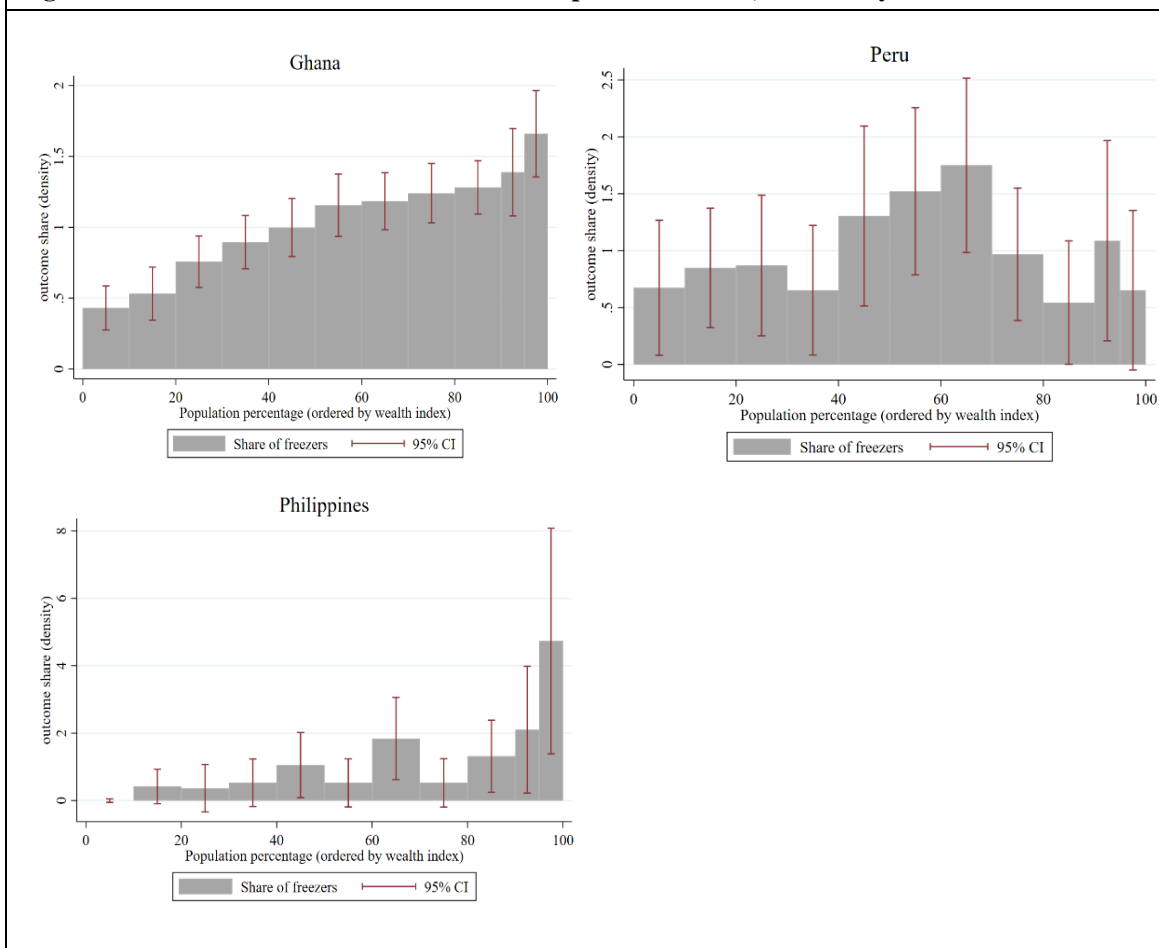 Ghana
outcome share (density)
2
1.5
1
.5
0
0 20 40 60 80 100
Population percentage (ordered by wealth index)
Share of freezers 95% CI
Peru
outcome share (density)
2.5
2
1.5
1
.5
0
0 20 40 60 80 100
Population percentage (ordered by wealth index)
Share of freezers 95% CI
Philippines
outcome share (density)
8
6
4
2
0
0 20 40 60 80 100
Population percentage (ordered by wealth index)
Share of freezers 95% CI